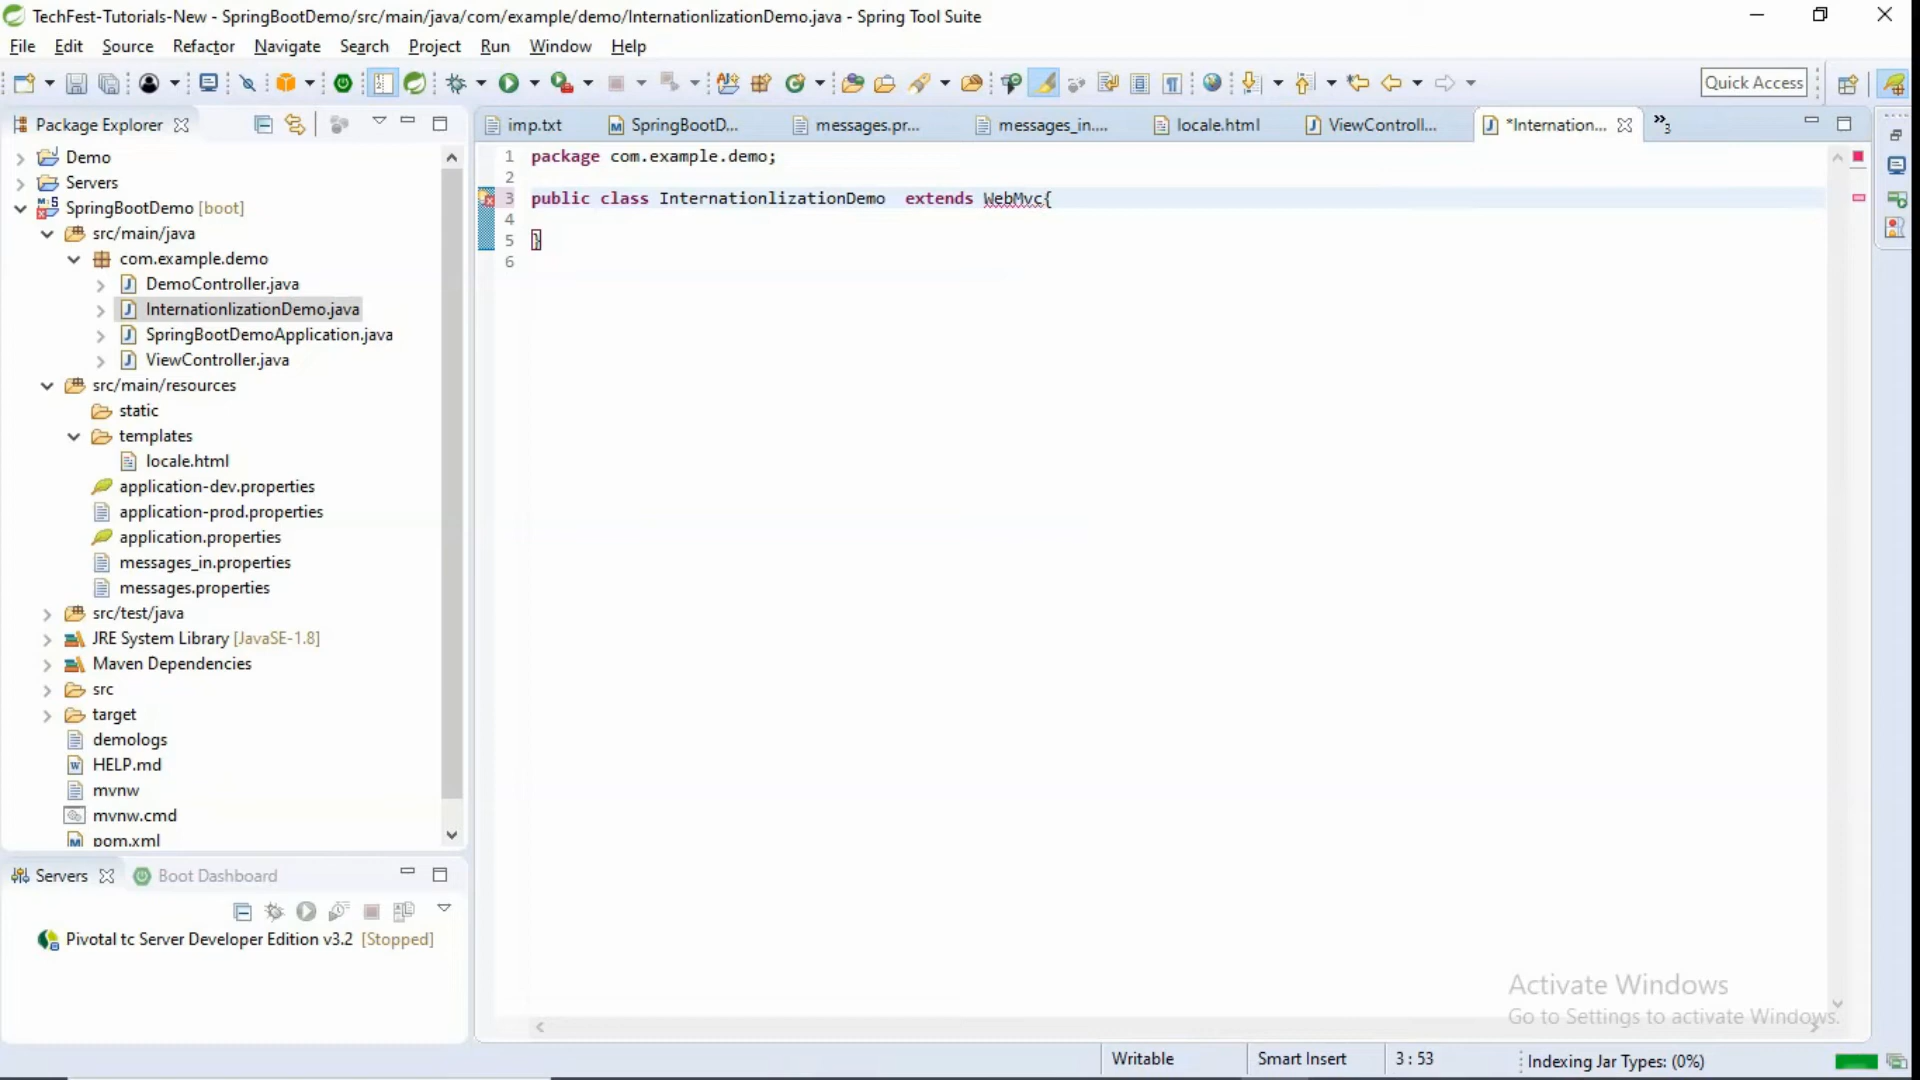 TechFest-Tutorials-New - SpringBootDemo/src/main/java/com/example/demo/InternationlizationDemo.java - Spring Tool Suite
File Edit Source Refactor Navigate Search Project Run Window Help
Quick Access
Package Explorer
imp.txt SpringBootD... messages.pr... messages_in.... locale.html ViewControll... *Internation... »3
Demo
Servers
SpringBootDemo [boot]
src/main/java
com.example.demo
DemoController.java
InternationlizationDemo.java
SpringBootDemoApplication.java
ViewController.java
src/main/resources
static
templates
locale.html
application-dev.properties
application-prod.properties
application.properties
messages_in.properties
messages.properties
src/test/java
JRE System Library [JavaSE-1.8]
Maven Dependencies
src
target
demologs
HELP.md
mvnw
mvnw.cmd
pom.xml
1 package com.example.demo;
2
3 public class InternationlizationDemo  extends WebMvc{
4
5 }
6
Servers Boot Dashboard
Pivotal tc Server Developer Edition v3.2 [Stopped]
Activate Windows
Go to Settings to activate Windows.
Writable Smart Insert 3 : 53 Indexing Jar Types: (0%)